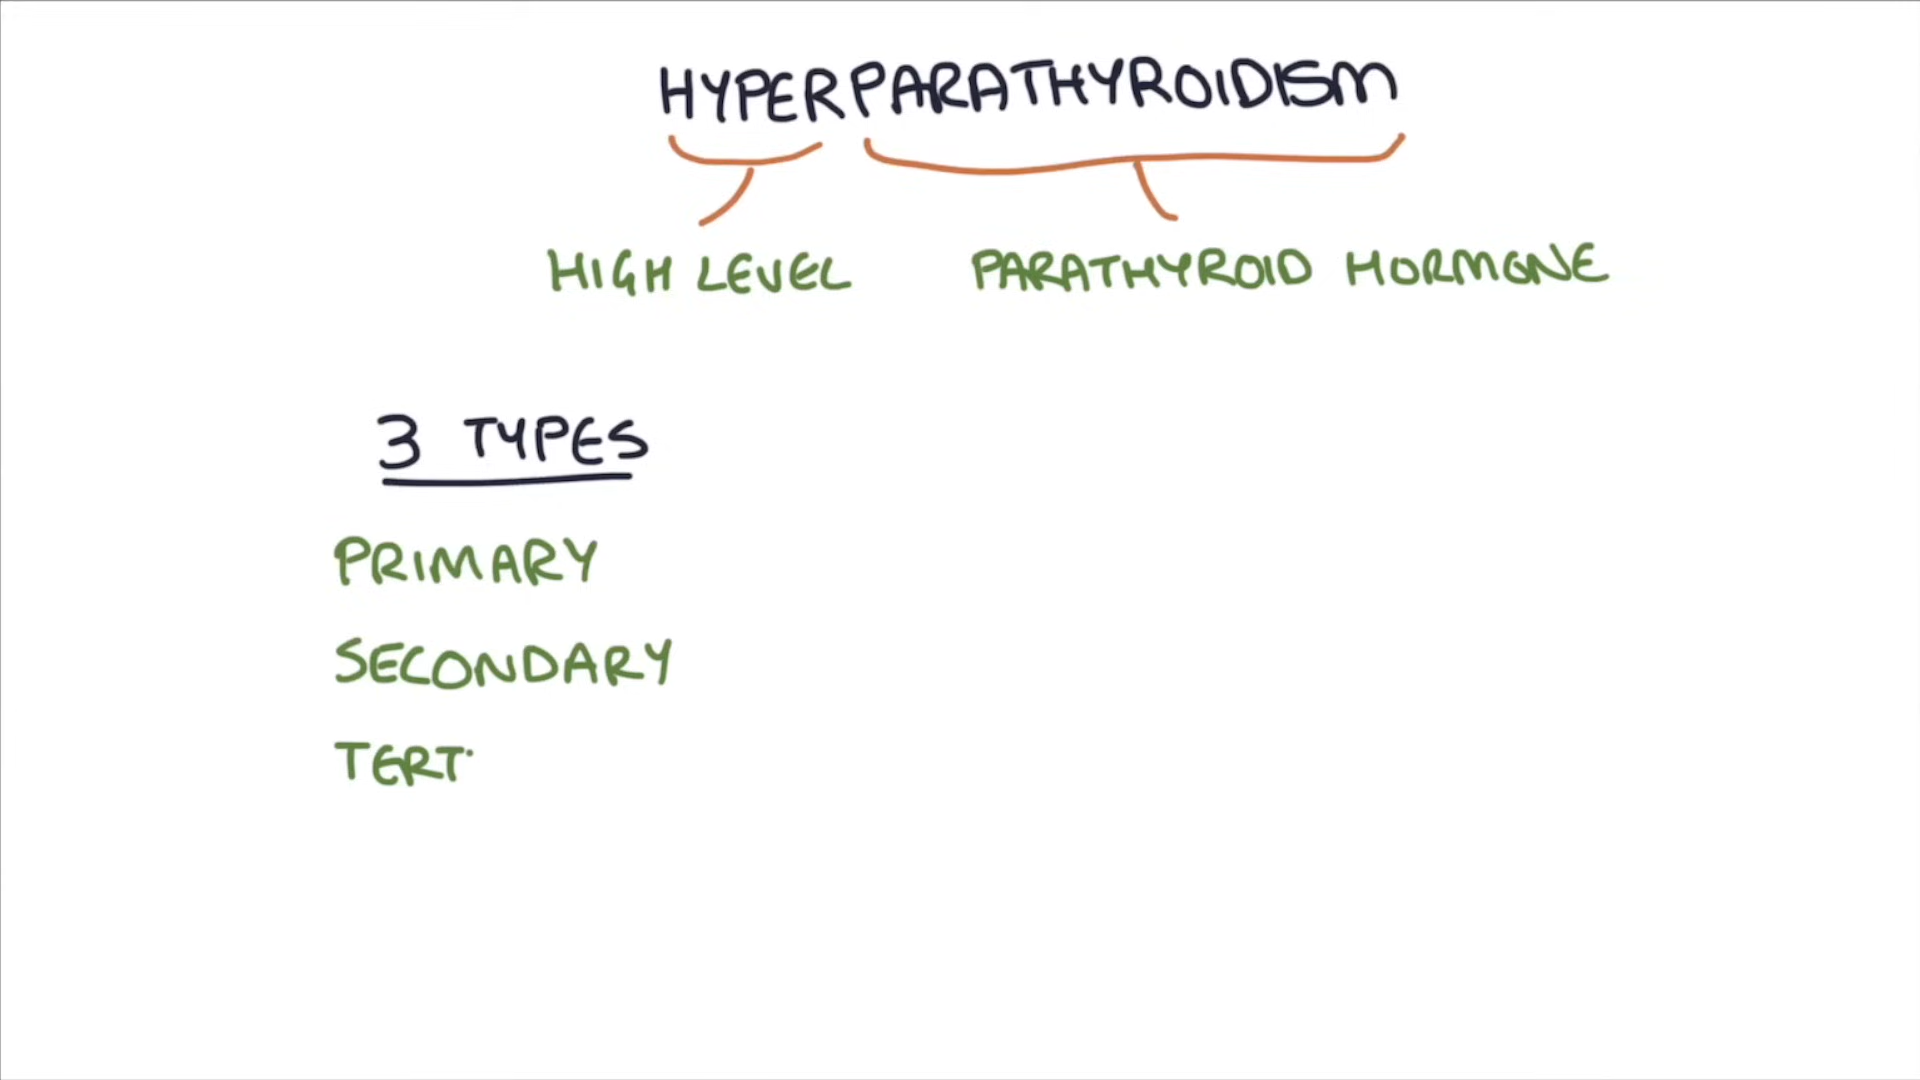 HYPERPARATHYROIDISM
HIGH LEVEL PARATHYROID HORMONE
3 TYPES
PRIMARY
SECONDARY
TERT